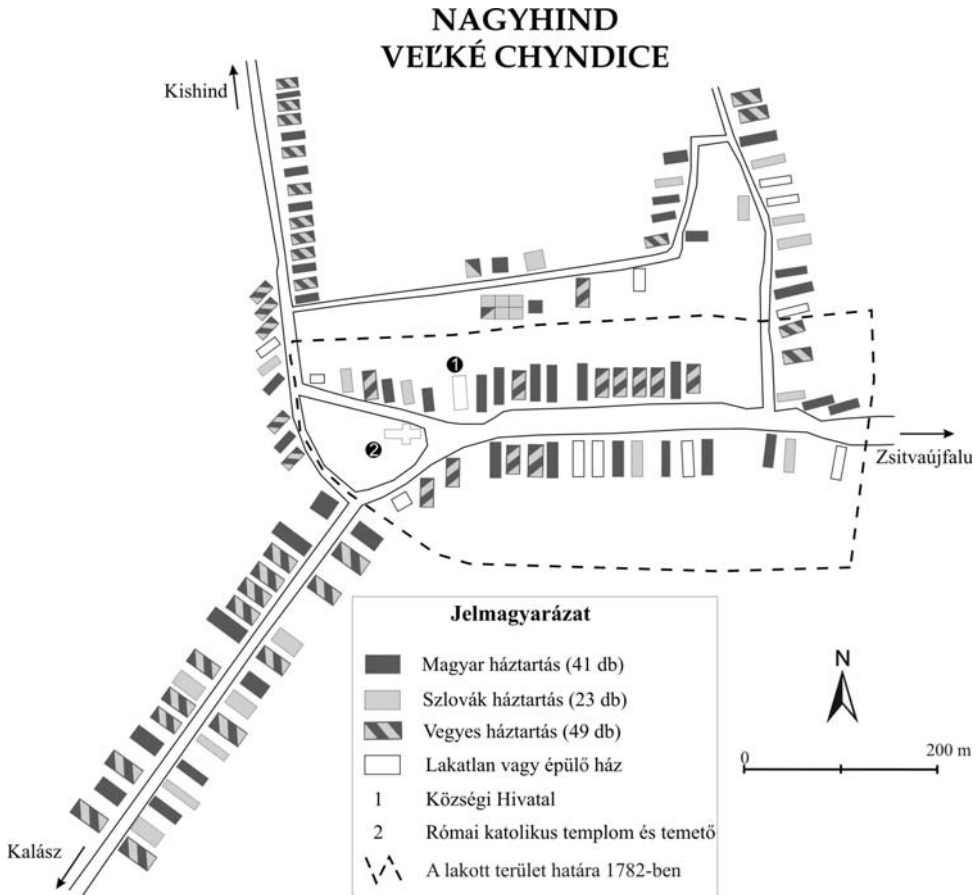 NAGYHIND
VEĽKÉ CHYNDICE
Kishind
1
2
Zsitvaújfalu
Kalász
Jelmagyarázat
Magyar háztartás (41 db)
Szlovák háztartás (23 db)
Vegyes háztartás (49 db)
Lakatlan vagy épülő ház
1 Községi Hivatal
2 Római katolikus templom és temető
A lakott terület határa 1782-ben
N
0 200 m